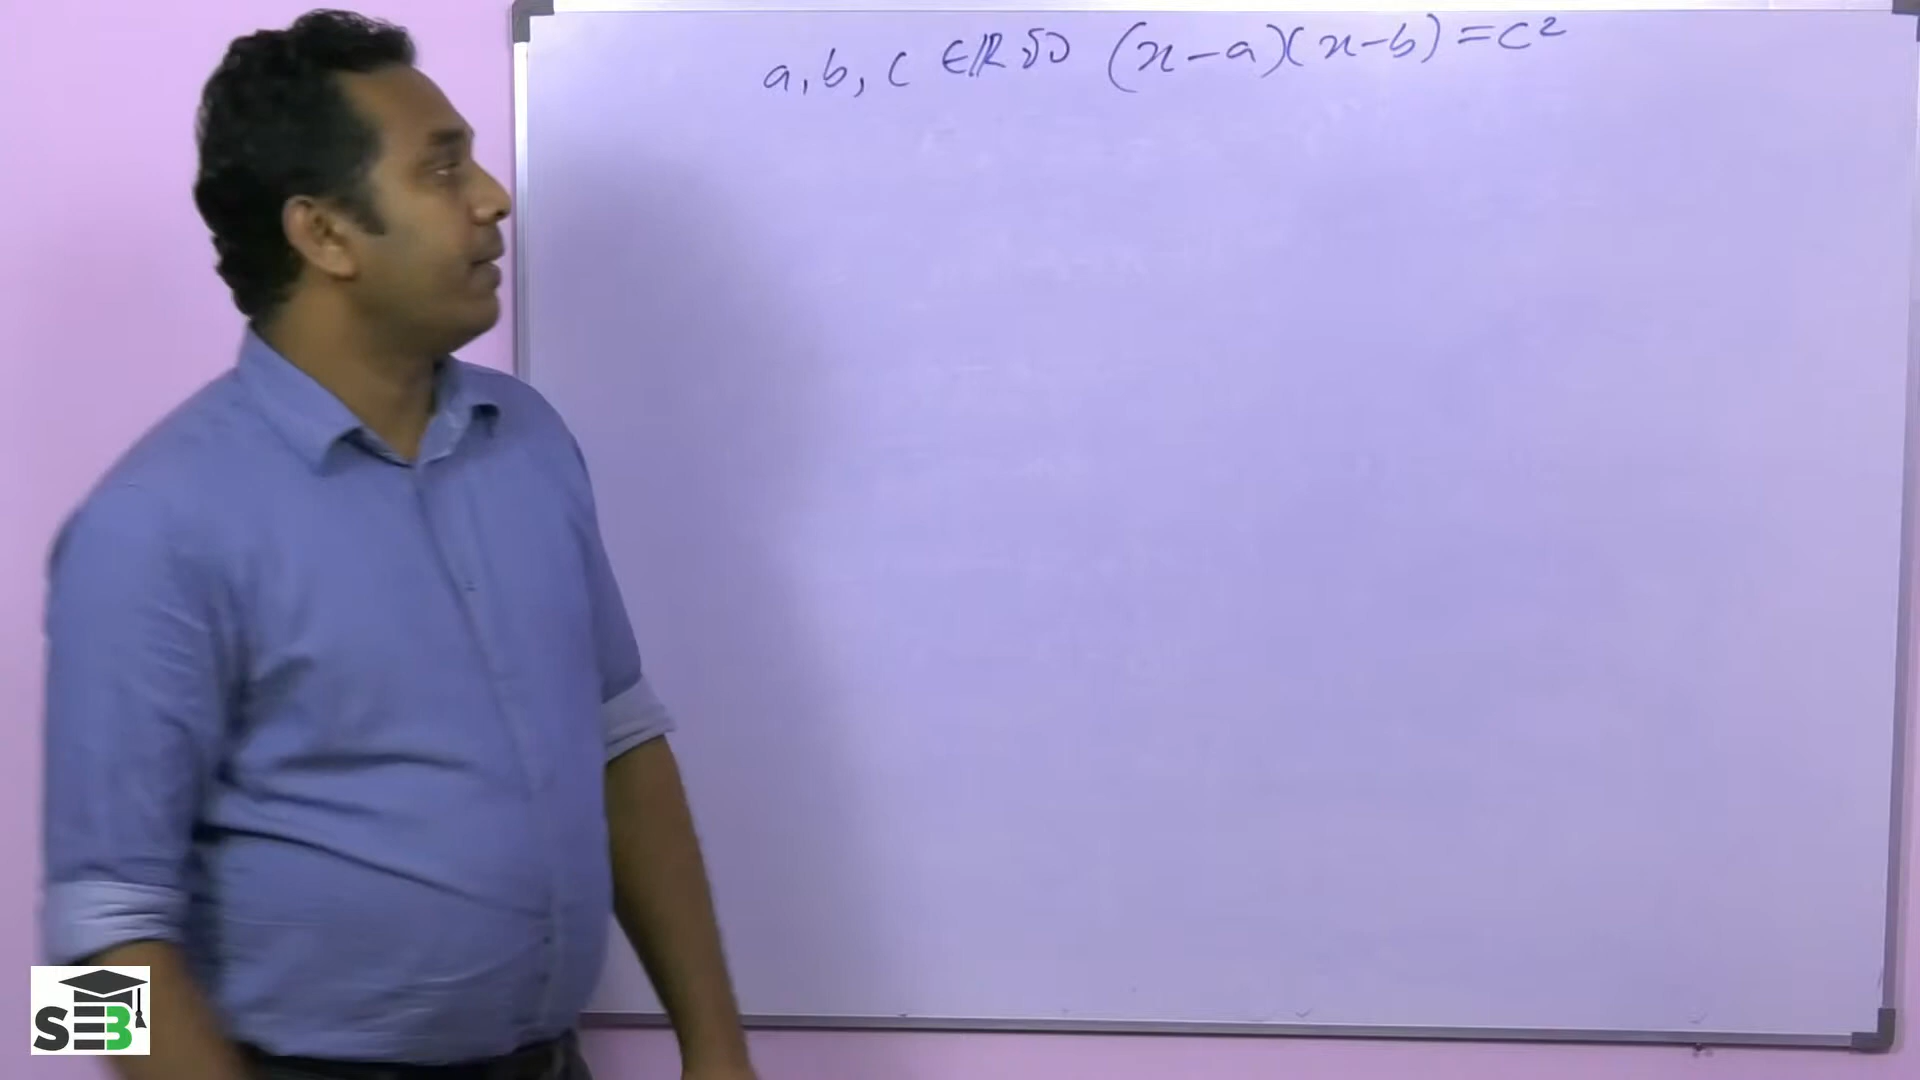 a, b, c ∈ ℝ නම් (x-a)(x-b) = c²
SEB